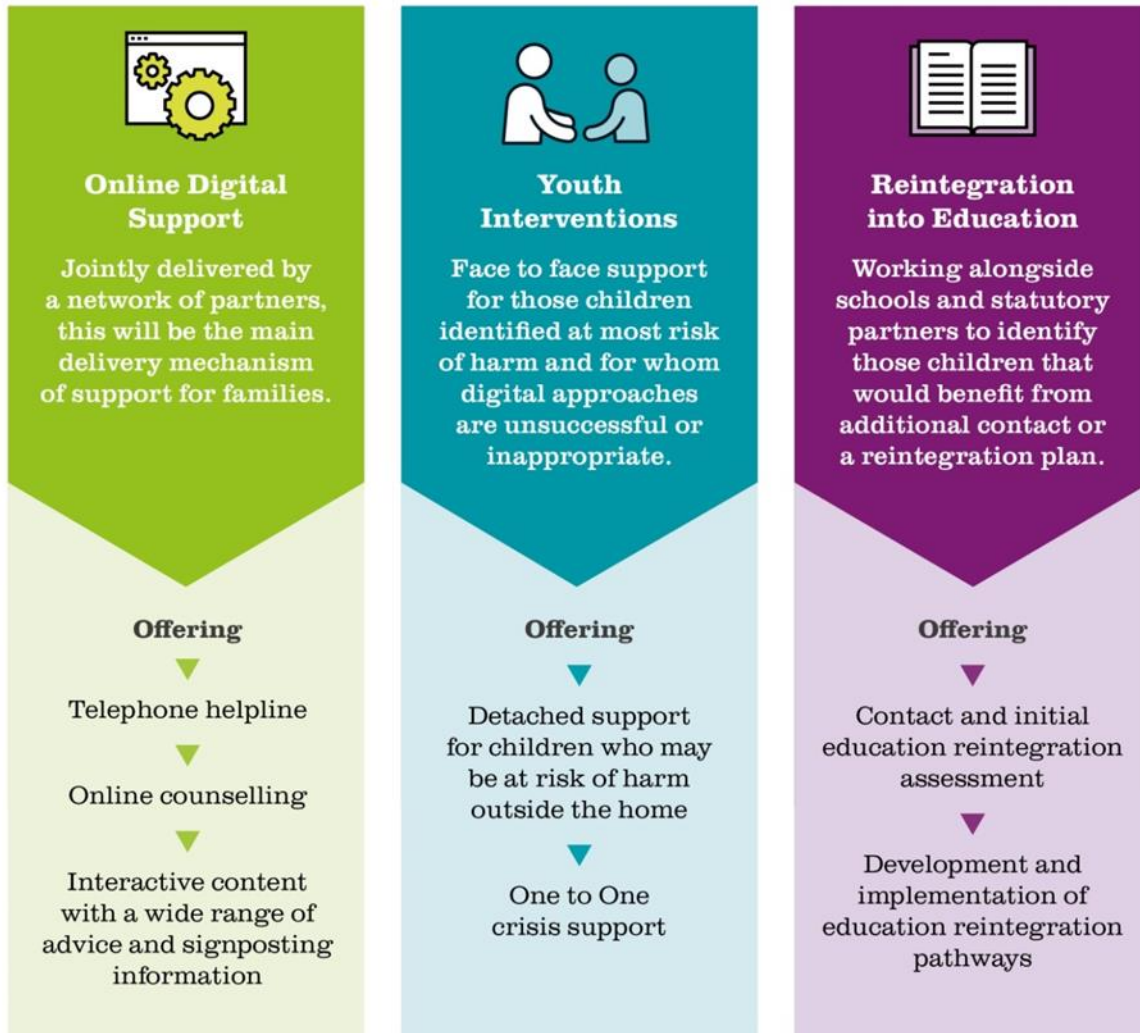 Online Digital
Support
Jointly delivered by
a network of partners,
this will be the main
delivery mechanism
of support for families.
Offering
Telephone helpline
Online counselling
Interactive content
with a wide range of
advice and signposting
information
Youth
Interventions
Face to face support
for those children
identified at most risk
of harm and for whom
digital approaches
are unsuccessful or
inappropriate.
Offering
Detached support
for children who may
be at risk of harm
outside the home
One to One
crisis support
Reintegration
into Education
Working alongside
schools and statutory
partners to identify
those children that
would benefit from
additional contact or
a reintegration plan.
Offering
Contact and initial
education reintegration
assessment
Development and
implementation of
education reintegration
pathways